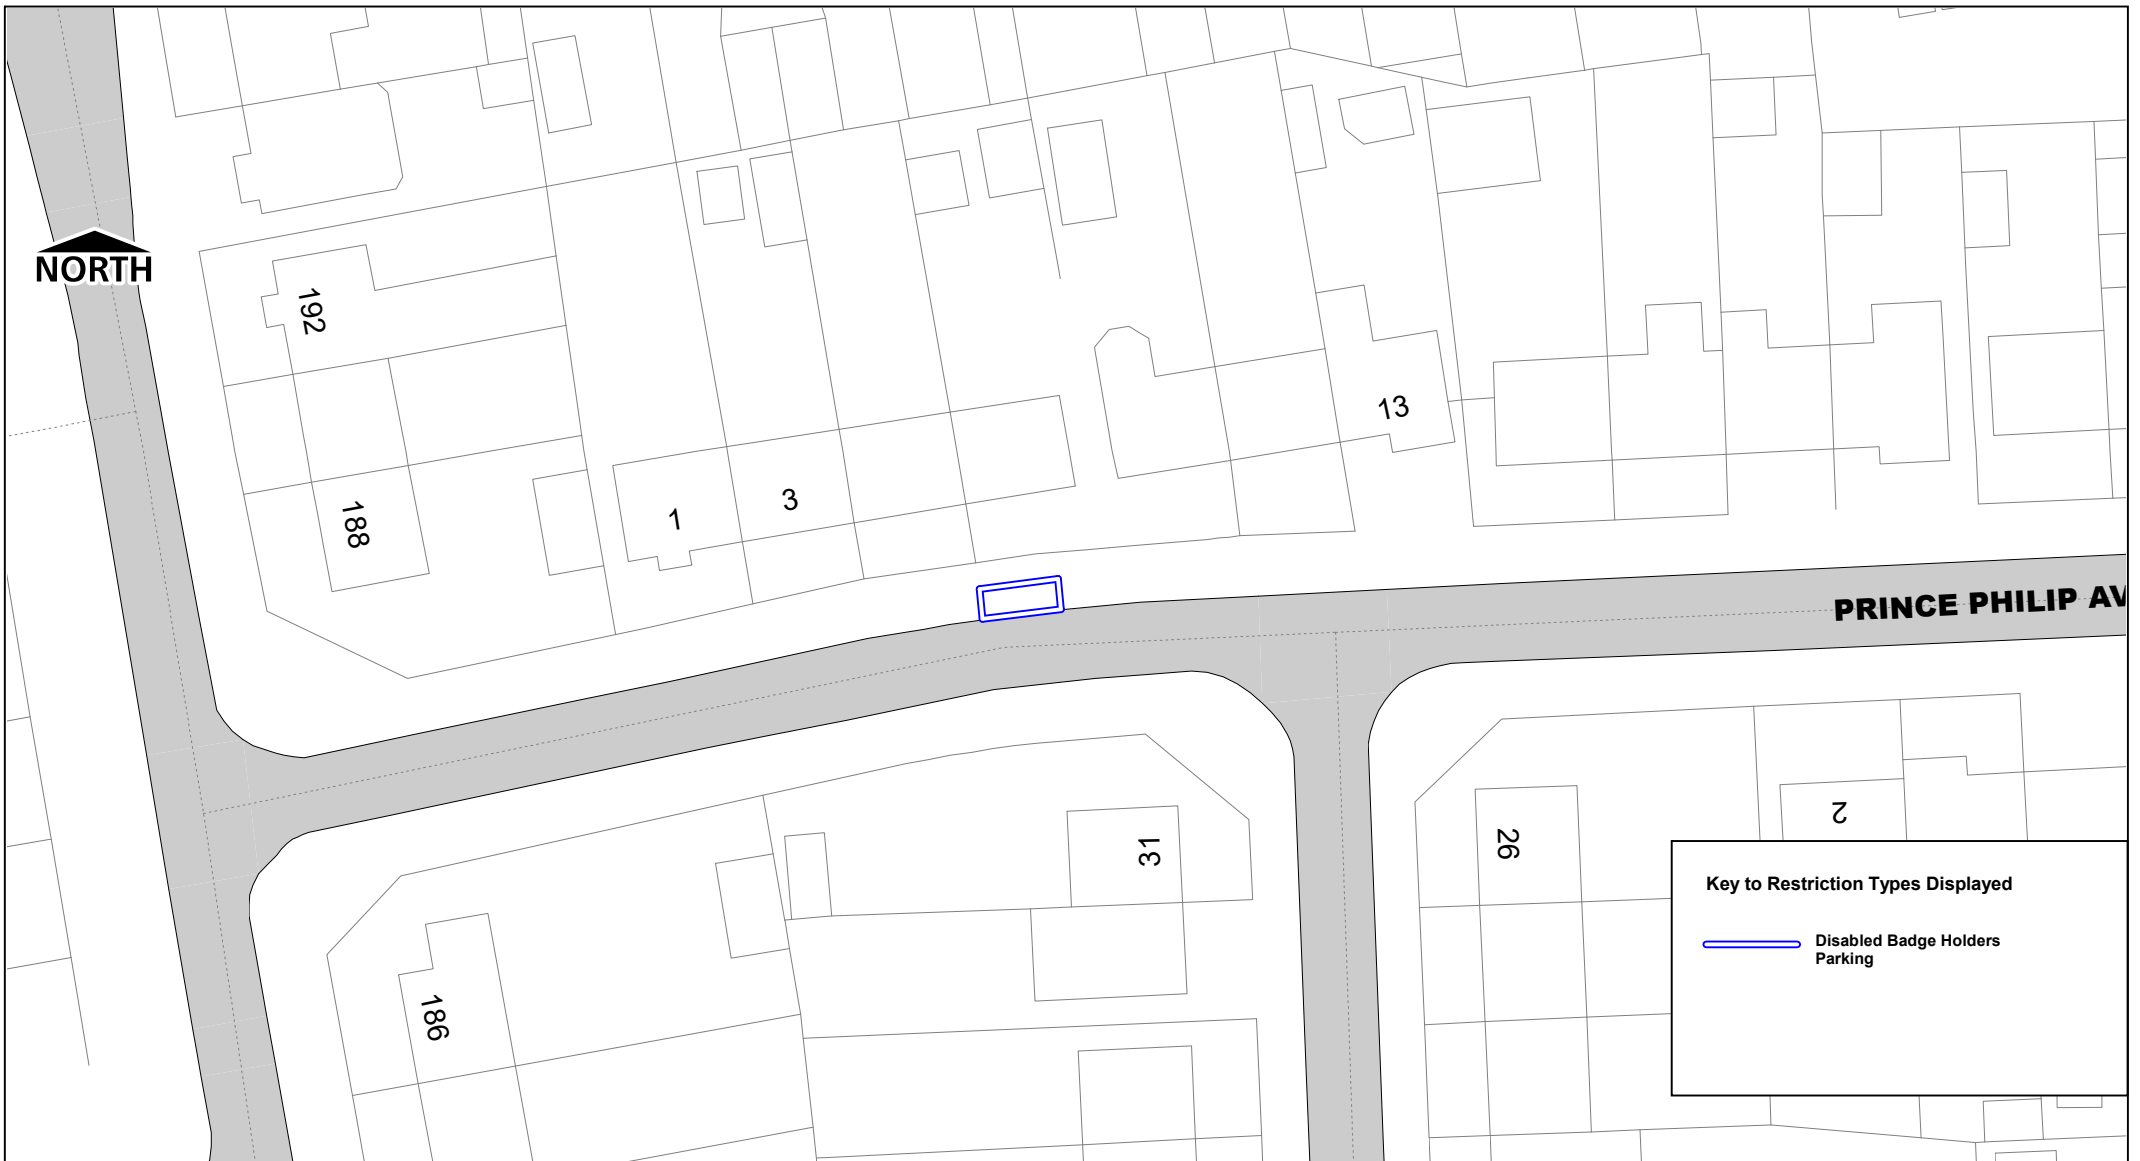 NORTH
192
13
3
1
188
PRINCE PHILIP AV
2
26
31
Key to Restriction Types Displayed
Disabled Badge Holders
Parking
186